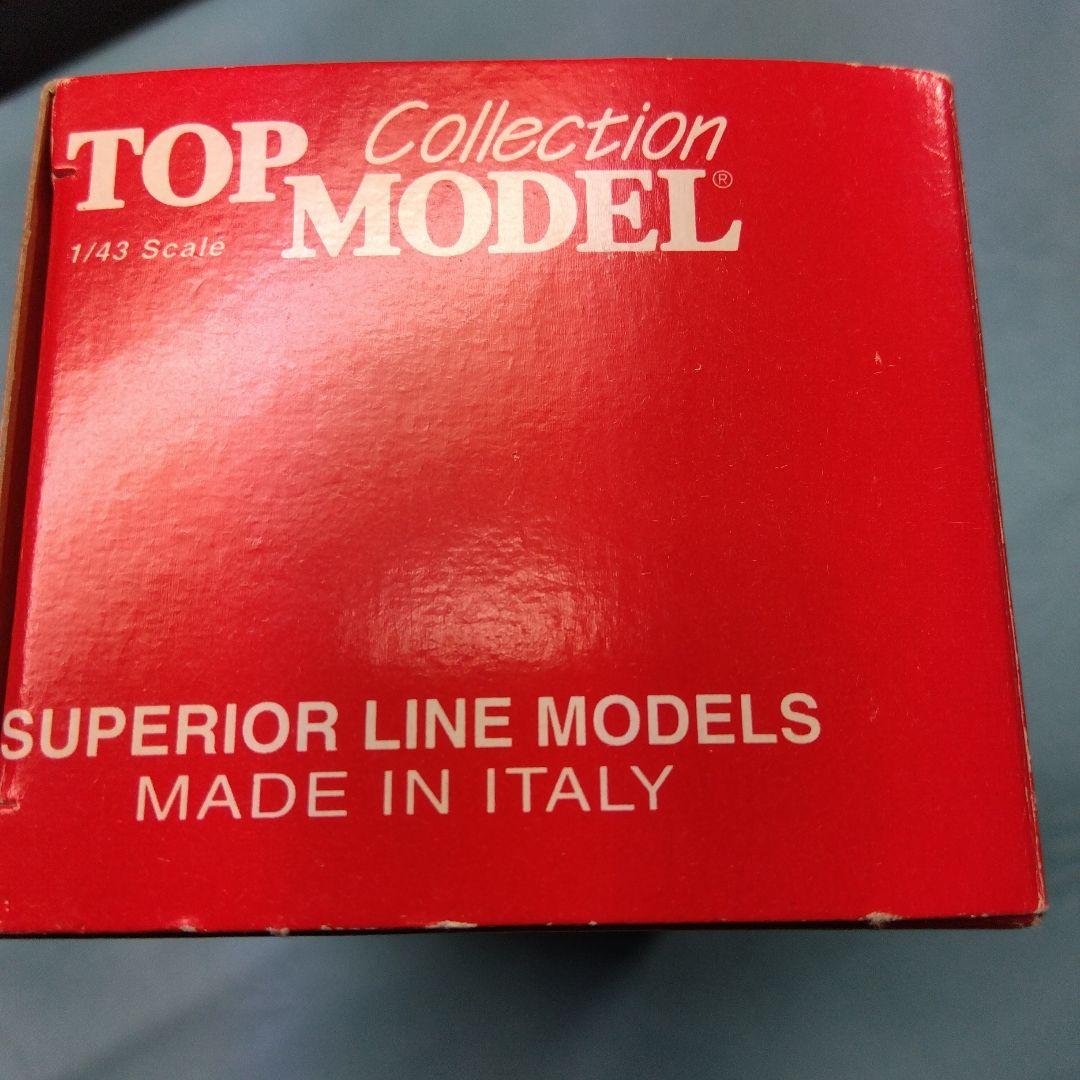 Collection
TOP MODEL®
1/43 Scale
SUPERIOR LINE MODELS
MADE IN ITALY